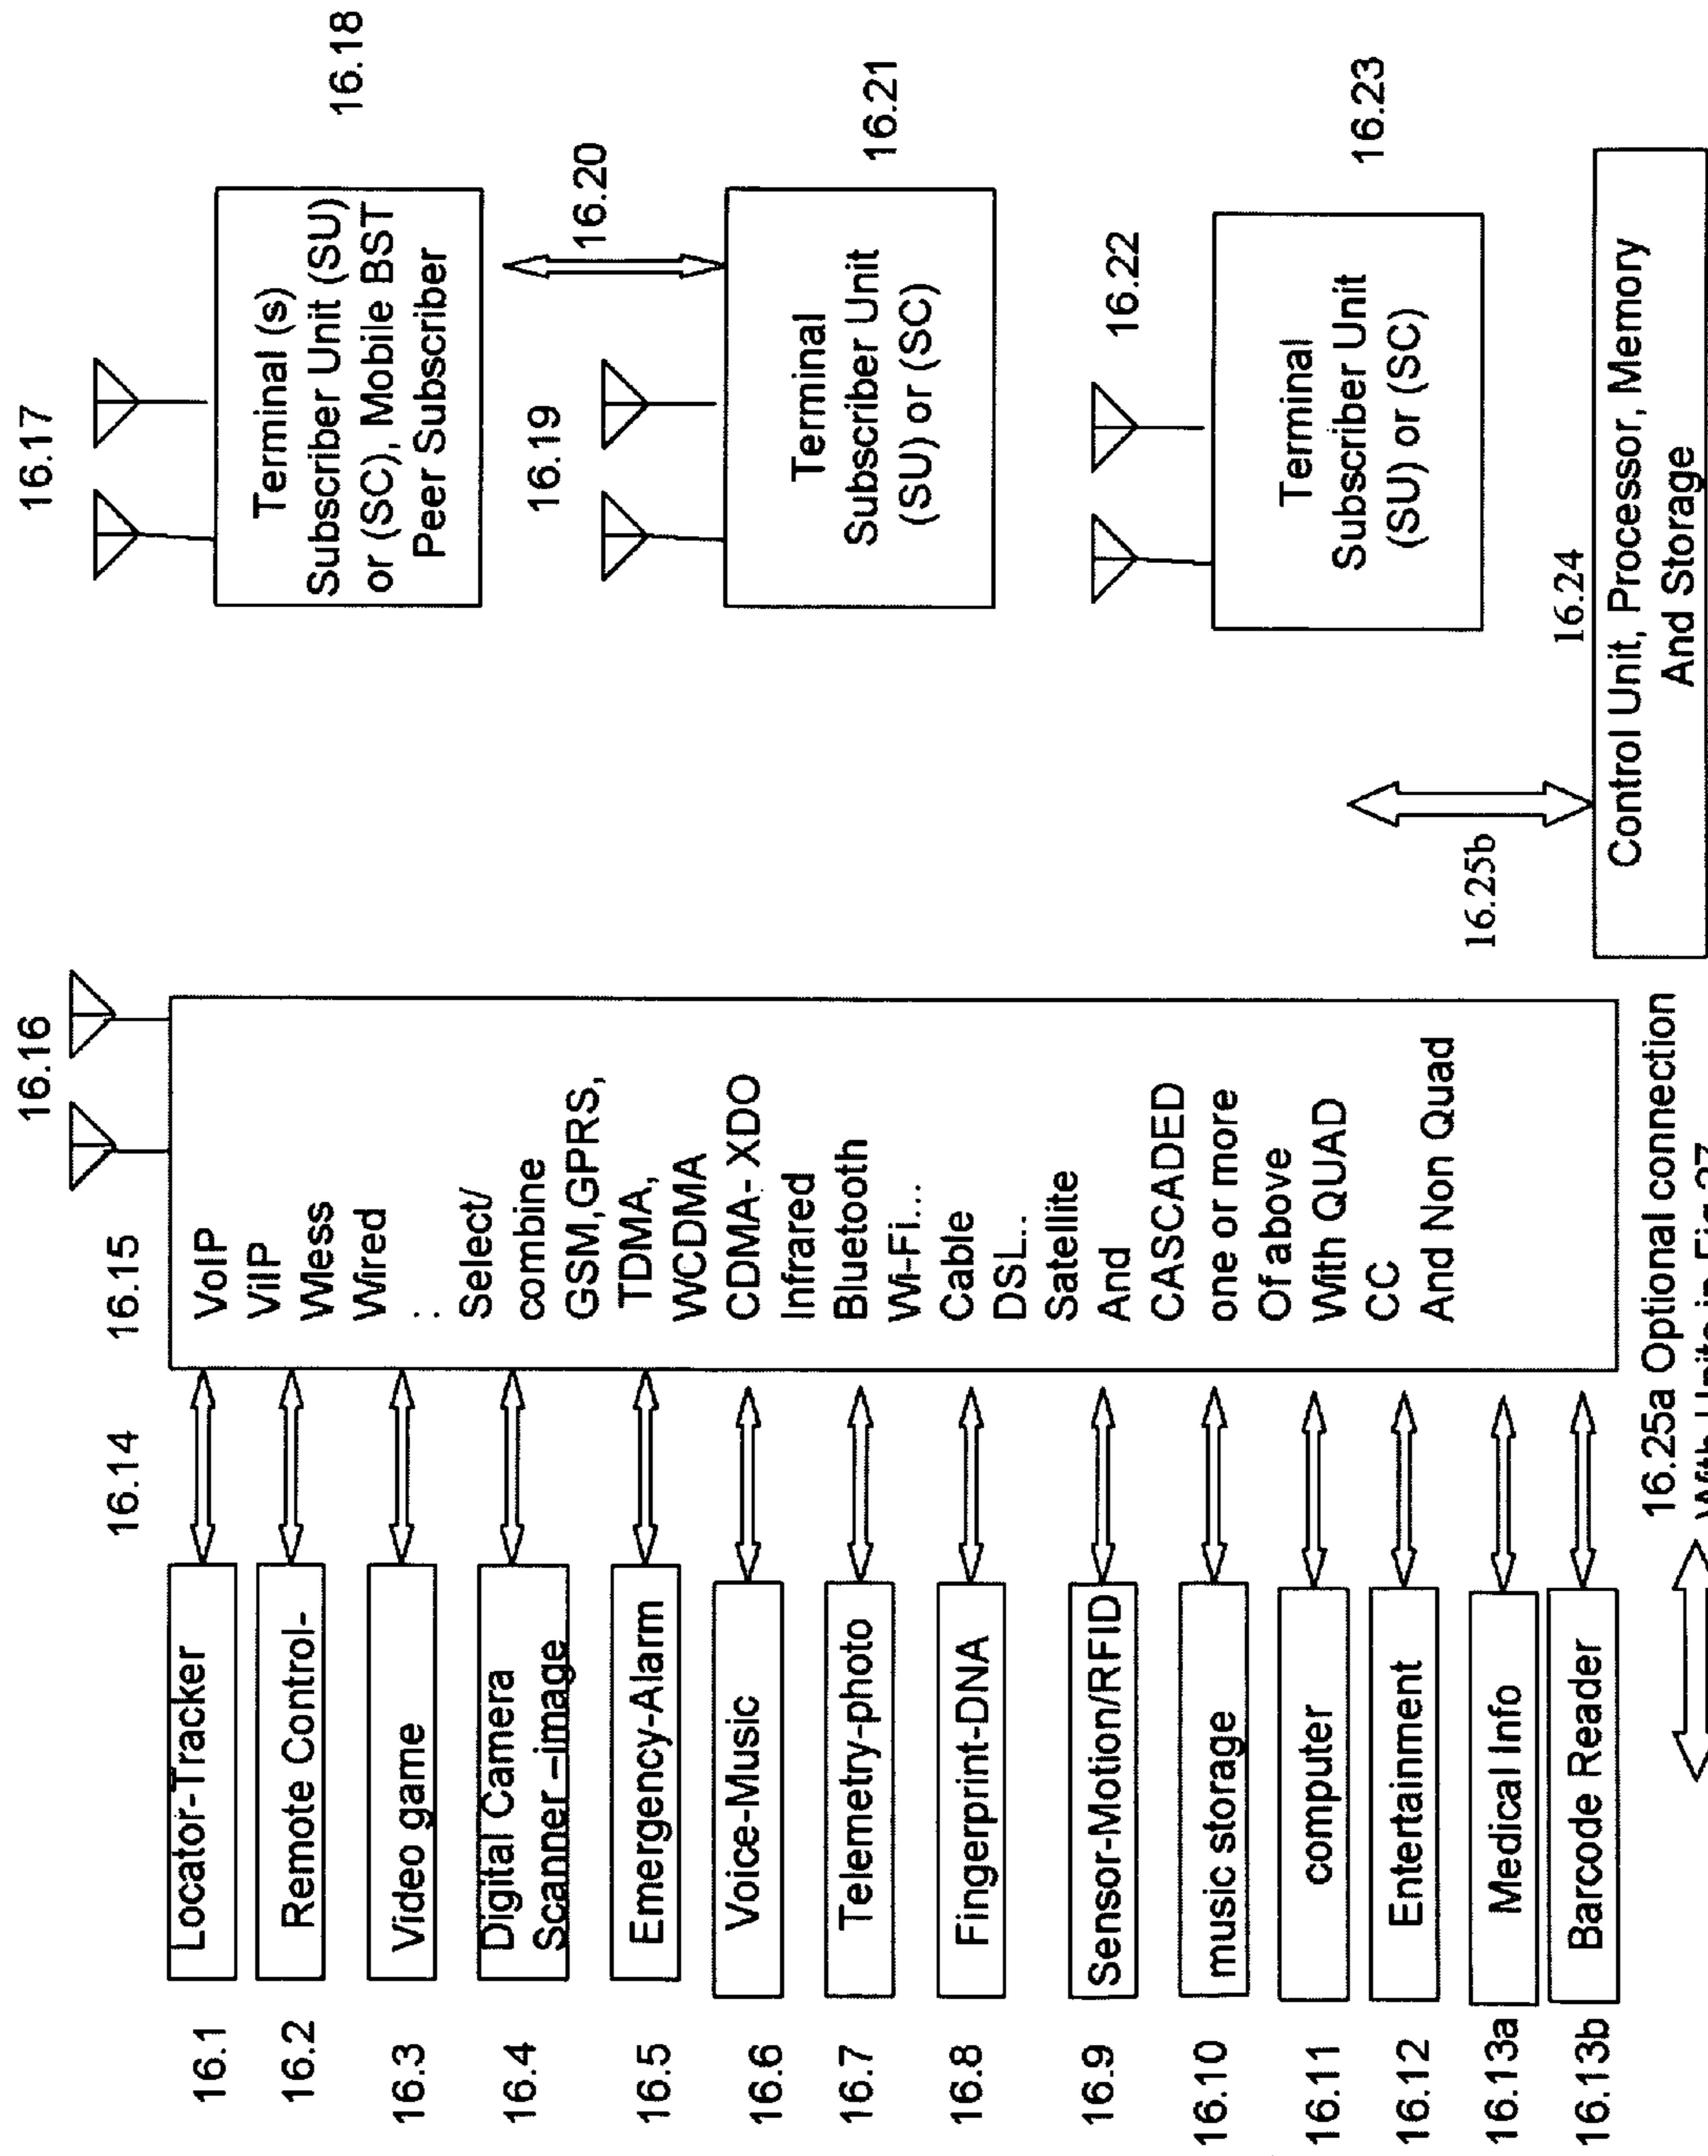 16.1
Locator-Tracker
16.2
Remote Control-
16.3
Video game
16.4
Digital Camera
Scanner –image
16.5
Emergency-Alarm
16.6
Voice-Music
16.7
Telemetry-photo
16.8
Fingerprint-DNA
16.9
Sensor-Motion/RFID
16.10
music storage
16.11
computer
16.12
Entertainment
16.13a
Medical Info
16.13b
Barcode Reader
16.14
16.15
16.16
VoIP
ViIP
Wless
Wired
..
Select/
combine
GSM,GPRS,
TDMA,
WCDMA
CDMA- XDO
Infrared
Bluetooth
Wi-Fi...
Cable
DSL..
Satellite
And
CASCADED
one or more
Of above
With QUAD
CC
And Non Quad
16.25a Optional connection
With Units in Fig 27
16.17
Terminal (s)
Subscriber Unit (SU)
or (SC), Mobile BST
Peer Subscriber
16.18
16.19
16.20
Terminal
Subscriber Unit
(SU) or (SC)
16.21
16.22
Terminal
Subscriber Unit
(SU) or (SC)
16.23
16.24
16.25b
Control Unit, Processor, Memory
And Storage